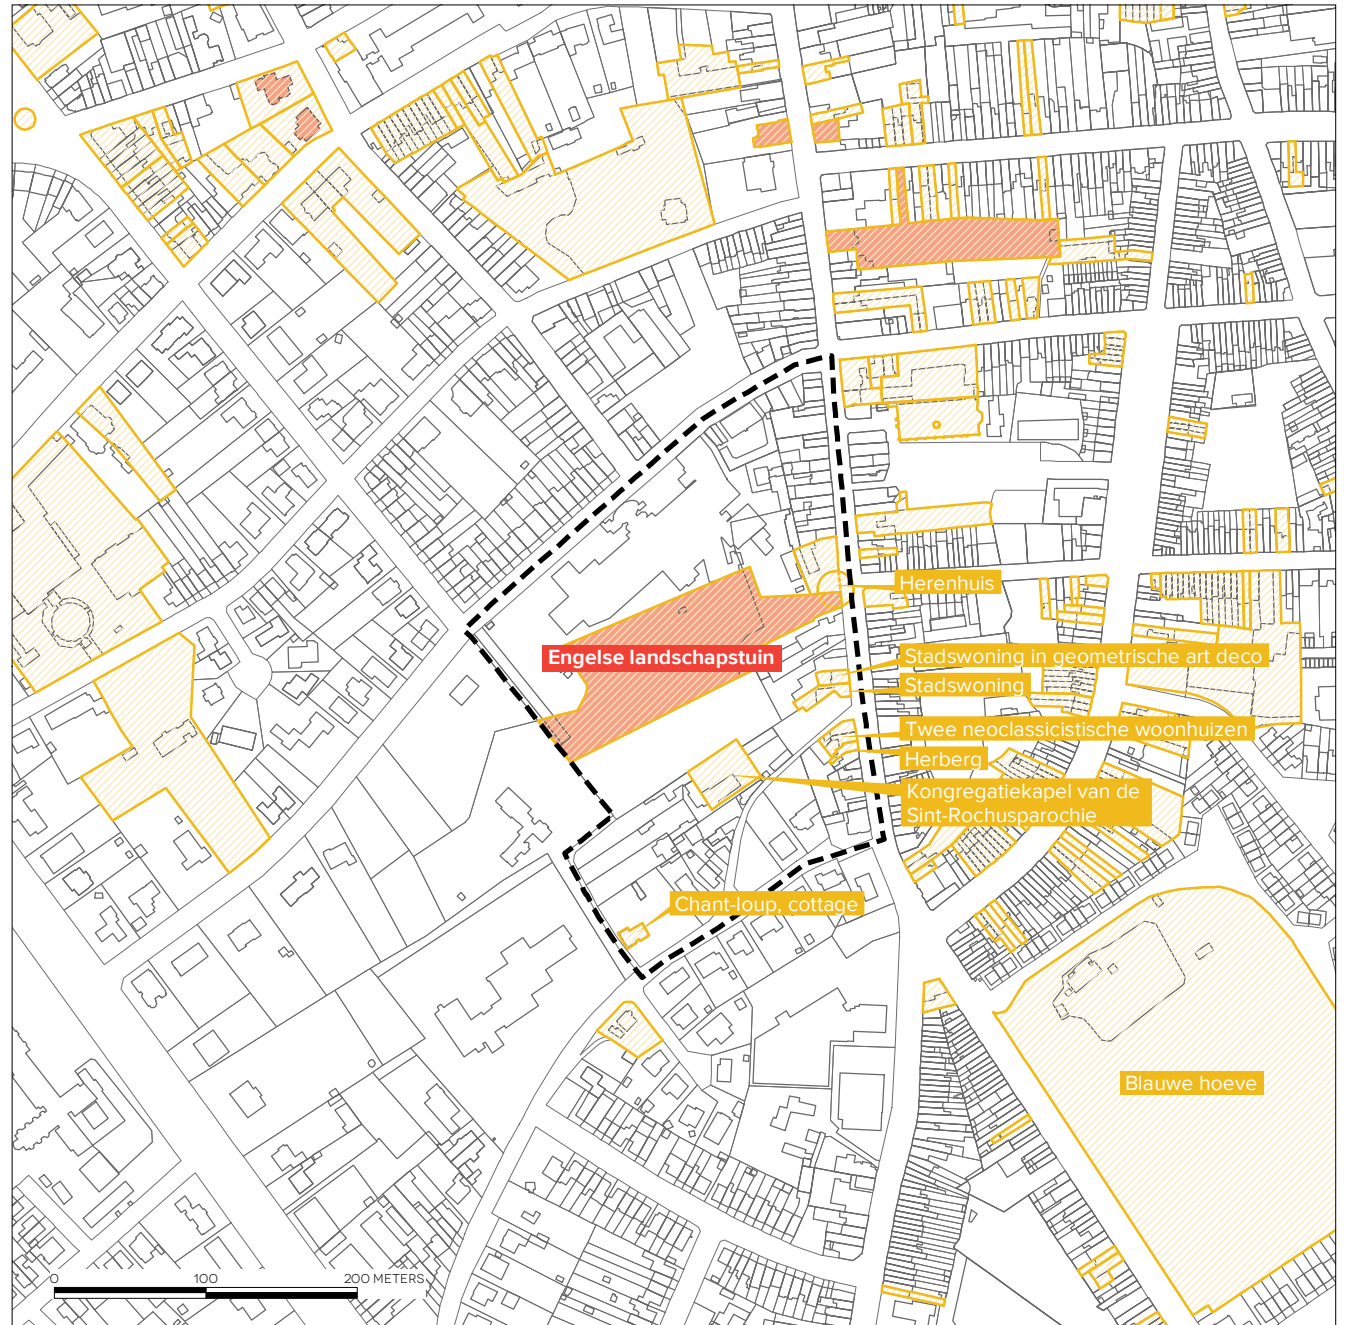 Herenhuis
Engelse landschapstuin
Stadswoning in geometrische art deco
Stadswoning
Twee neoclassicistische woonhuizen
Herberg
Kongregatiekapel van de
Sint-Rochusparochie
Chant-loup, cottage
Blauwe hoeve
0 100 200 METERS